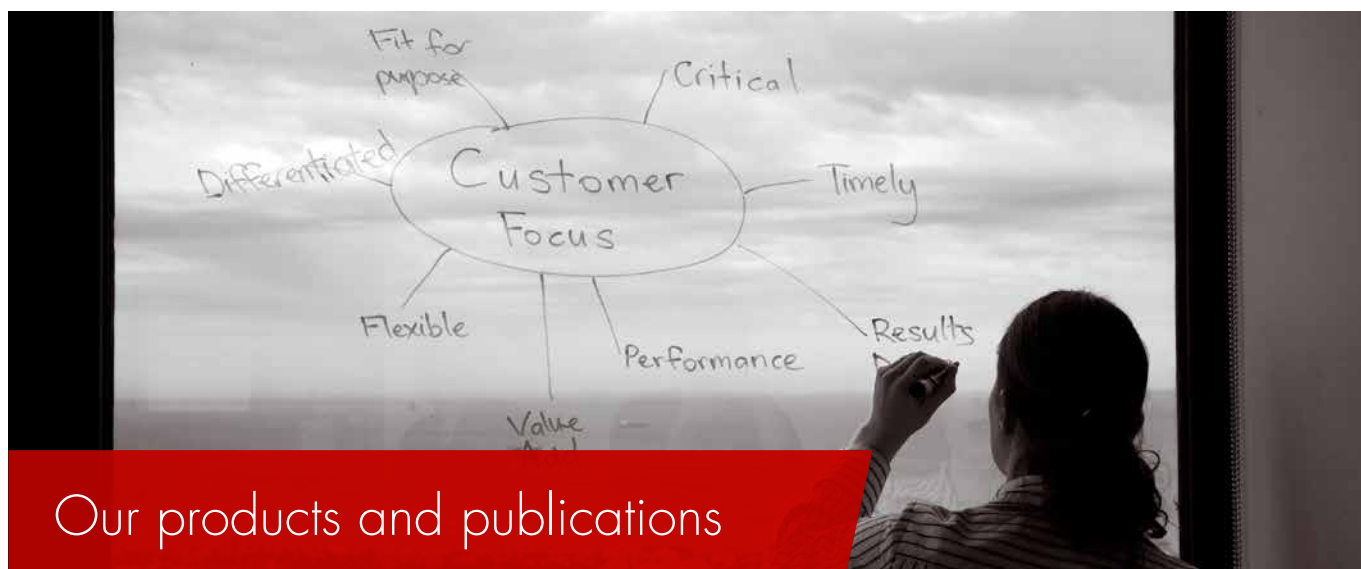 Fit for
purpose
Critical
Differentiated
Customer
Focus
Timely
Flexible
Performance
Results
Value
Our products and publications